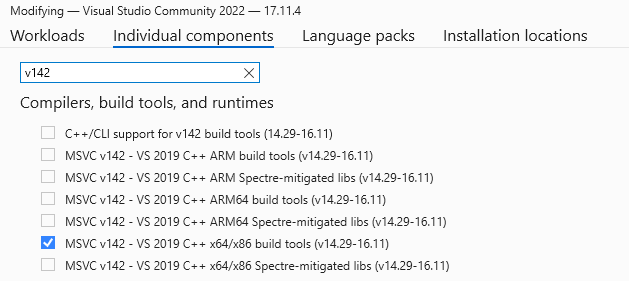 Modifying — Visual Studio Community 2022 — 17.11.4
Workloads Individual components Language packs Installation locations
v142
Compilers, build tools, and runtimes
C++/CLI support for v142 build tools (14.29-16.11)
MSVC v142 - VS 2019 C++ ARM build tools (v14.29-16.11)
MSVC v142 - VS 2019 C++ ARM Spectre-mitigated libs (v14.29-16.11)
MSVC v142 - VS 2019 C++ ARM64 build tools (v14.29-16.11)
MSVC v142 - VS 2019 C++ ARM64 Spectre-mitigated libs (v14.29-16.11)
MSVC v142 - VS 2019 C++ x64/x86 build tools (v14.29-16.11)
MSVC v142 - VS 2019 C++ x64/x86 Spectre-mitigated libs (v14.29-16.11)